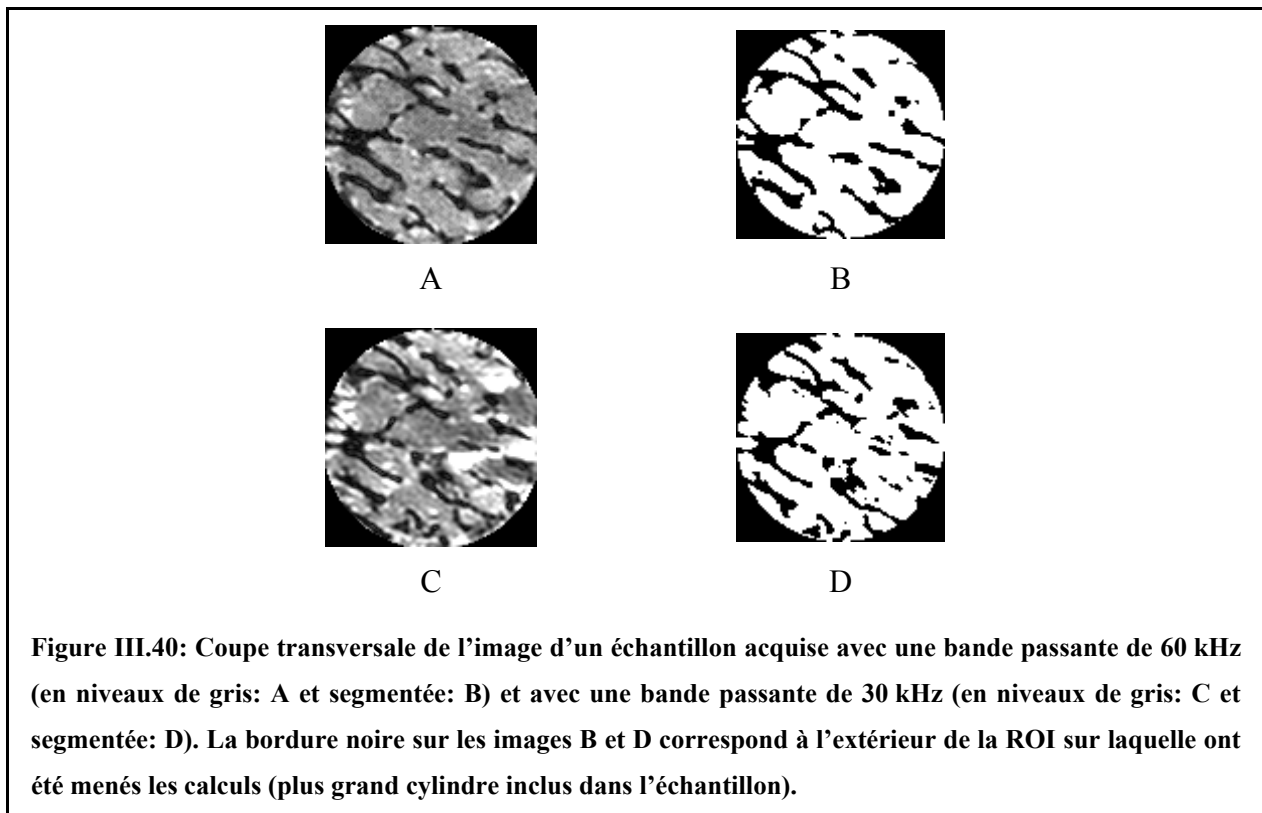 A
B
C
D
Figure III.40: Coupe transversale de l’image d’un échantillon acquise avec une bande passante de 60 kHz
(en niveaux de gris: A et segmentée: B) et avec une bande passante de 30 kHz (en niveaux de gris: C et
segmentée: D). La bordure noire sur les images B et D correspond à l’extérieur de la ROI sur laquelle ont
été menés les calculs (plus grand cylindre inclus dans l’échantillon).